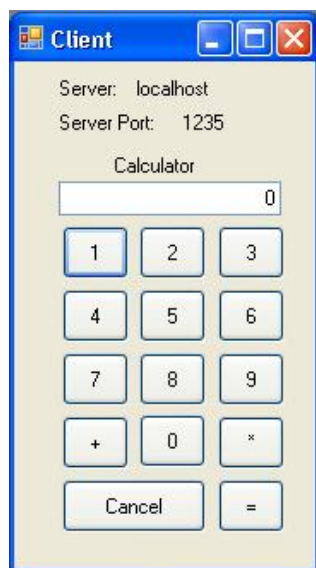 Client
Server: localhost
Server Port: 1235
Calculator
0
1 2 3
4 5 6
7 8 9
+ 0 *
Cancel =